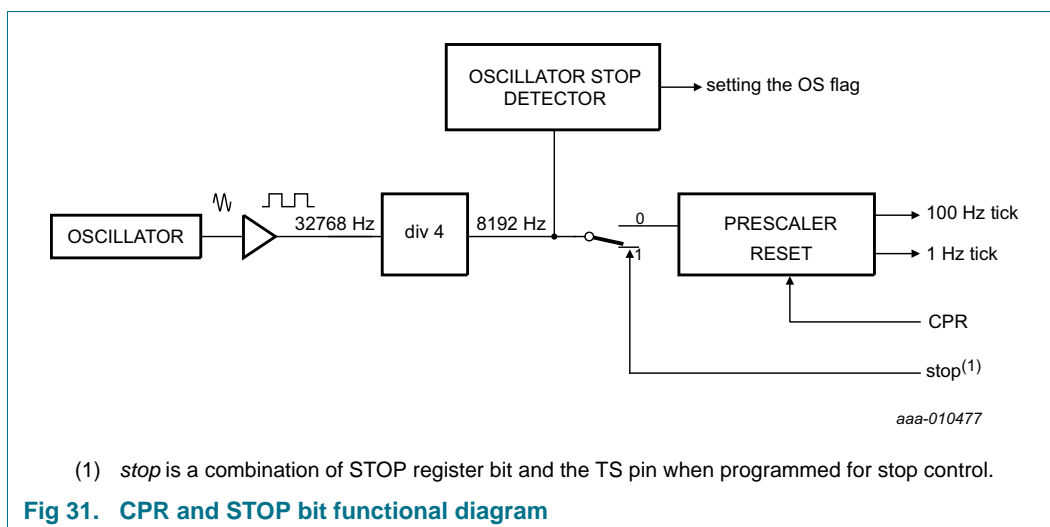 OSCILLATOR STOP
DETECTOR
setting the OS flag
OSCILLATOR
32768 Hz
div 4
8192 Hz
0
1
PRESCALER
RESET
100 Hz tick
1 Hz tick
CPR
stop(1)
aaa-010477
(1) stop is a combination of STOP register bit and the TS pin when programmed for stop control.
Fig 31. CPR and STOP bit functional diagram